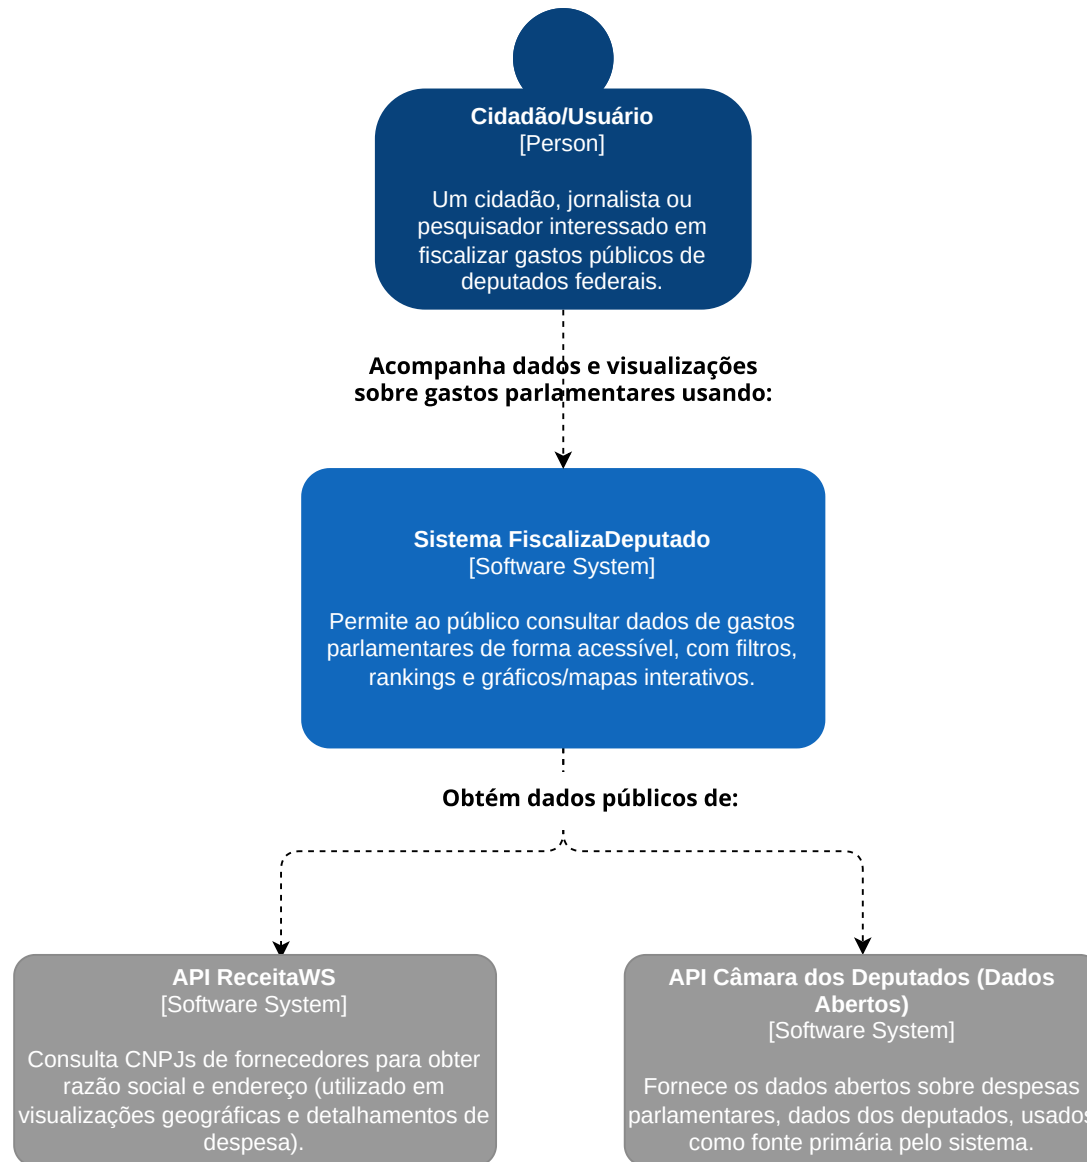 Cidadão/Usuário
[Person]
Um cidadão, jornalista ou
pesquisador interessado em
fiscalizar gastos públicos de
deputados federais.
Acompanha dados e visualizações
sobre gastos parlamentares usando:
Sistema FiscalizaDeputado
[Software System]
Permite ao público consultar dados de gastos
parlamentares de forma acessível, com filtros,
rankings e gráficos/mapas interativos.
Obtém dados públicos de:
API ReceitaWS
[Software System]
Consulta CNPJs de fornecedores para obter
razão social e endereço (utilizado em
visualizações geográficas e detalhamentos de
despesa).
API Câmara dos Deputados (Dados
Abertos)
[Software System]
Fornece os dados abertos sobre despesas
parlamentares, dados dos deputados, usados
como fonte primária pelo sistema.